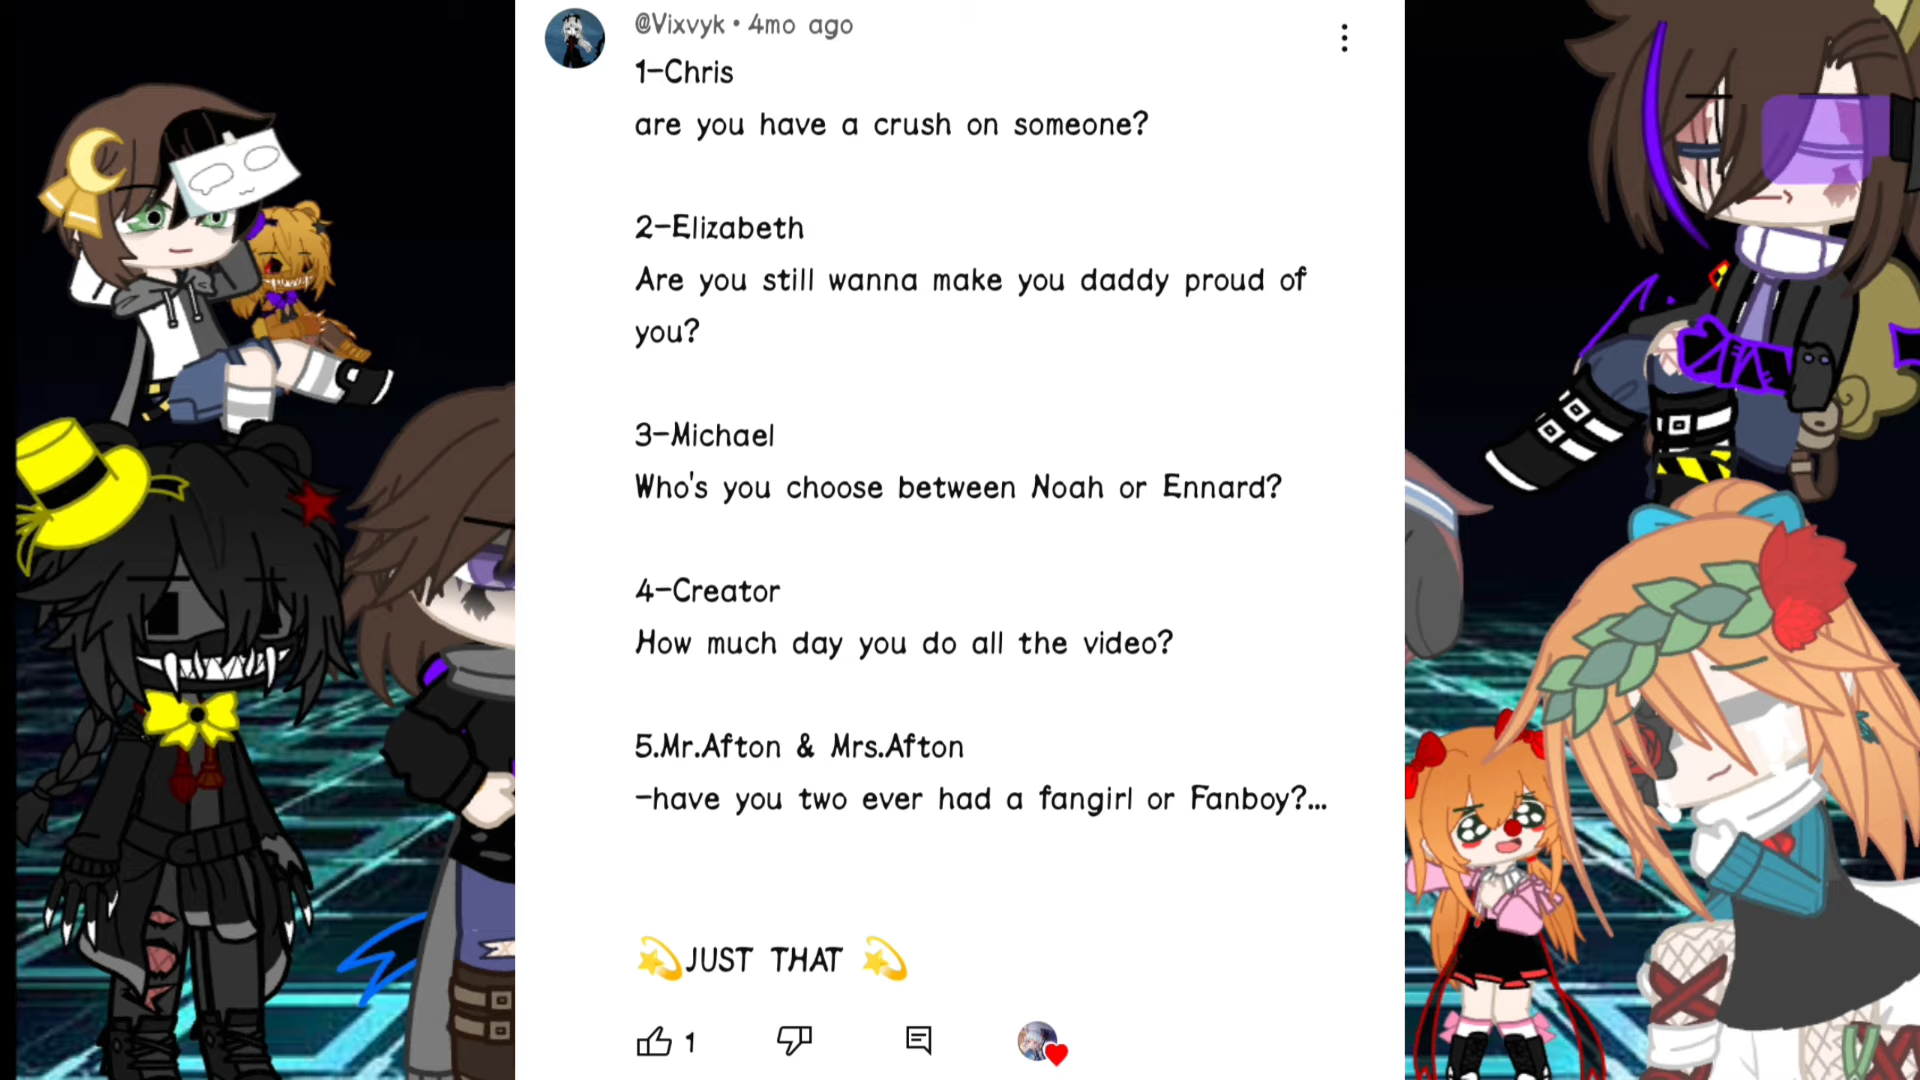 @Vixvyk • 4mo ago
1-Chris
are you have a crush on someone?
2-Elizabeth
Are you still wanna make you daddy proud of
you?
3-Michael
Who's you choose between Noah or Ennard?
4-Creator
How much day you do all the video?
5.Mr.Afton & Mrs.Afton
-have you two ever had a fangirl or Fanboy?...
💫JUST THAT 💫
1